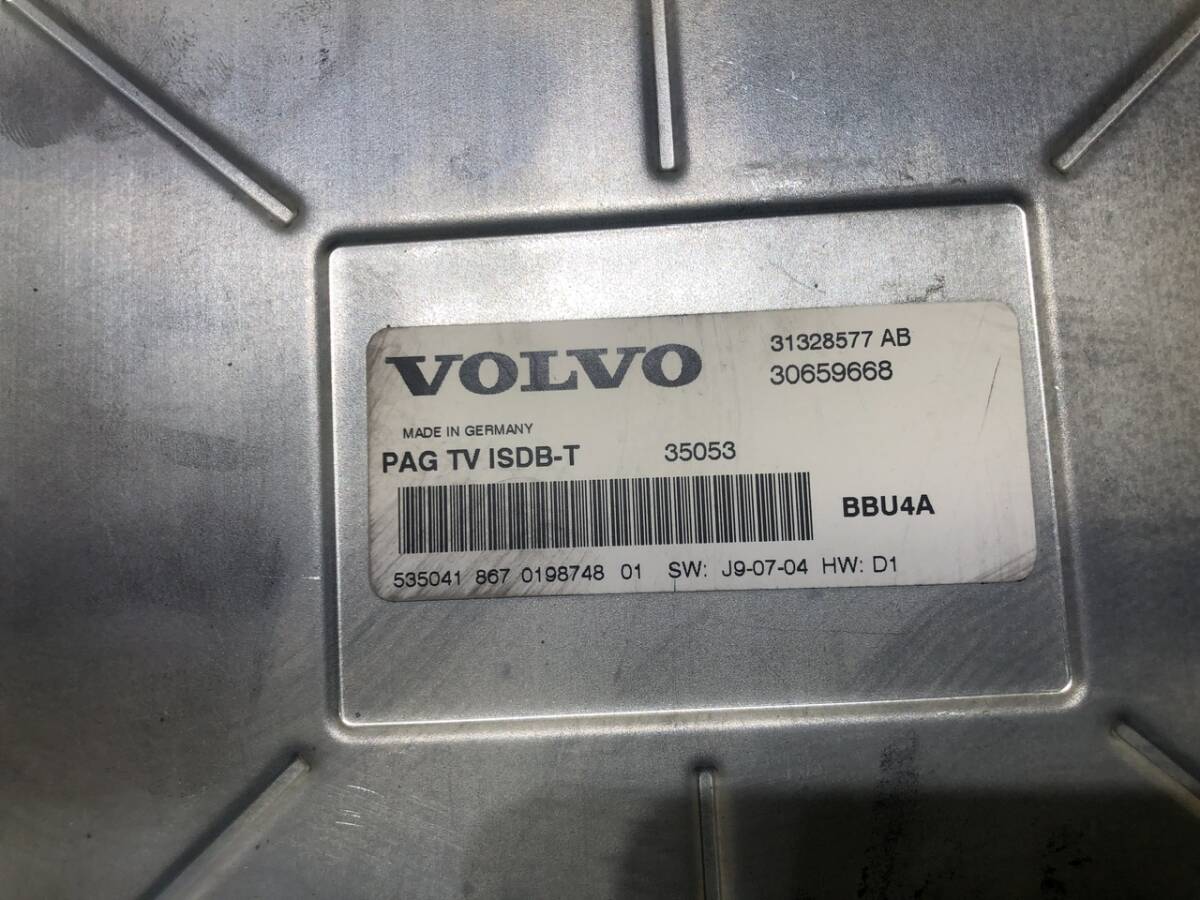 VOLVO
31328577 AB
30659668
MADE IN GERMANY
PAG TV ISDB-T 35053
BBU4A
535041 867 0198748 01 SW: J9-07-04 HW: D1